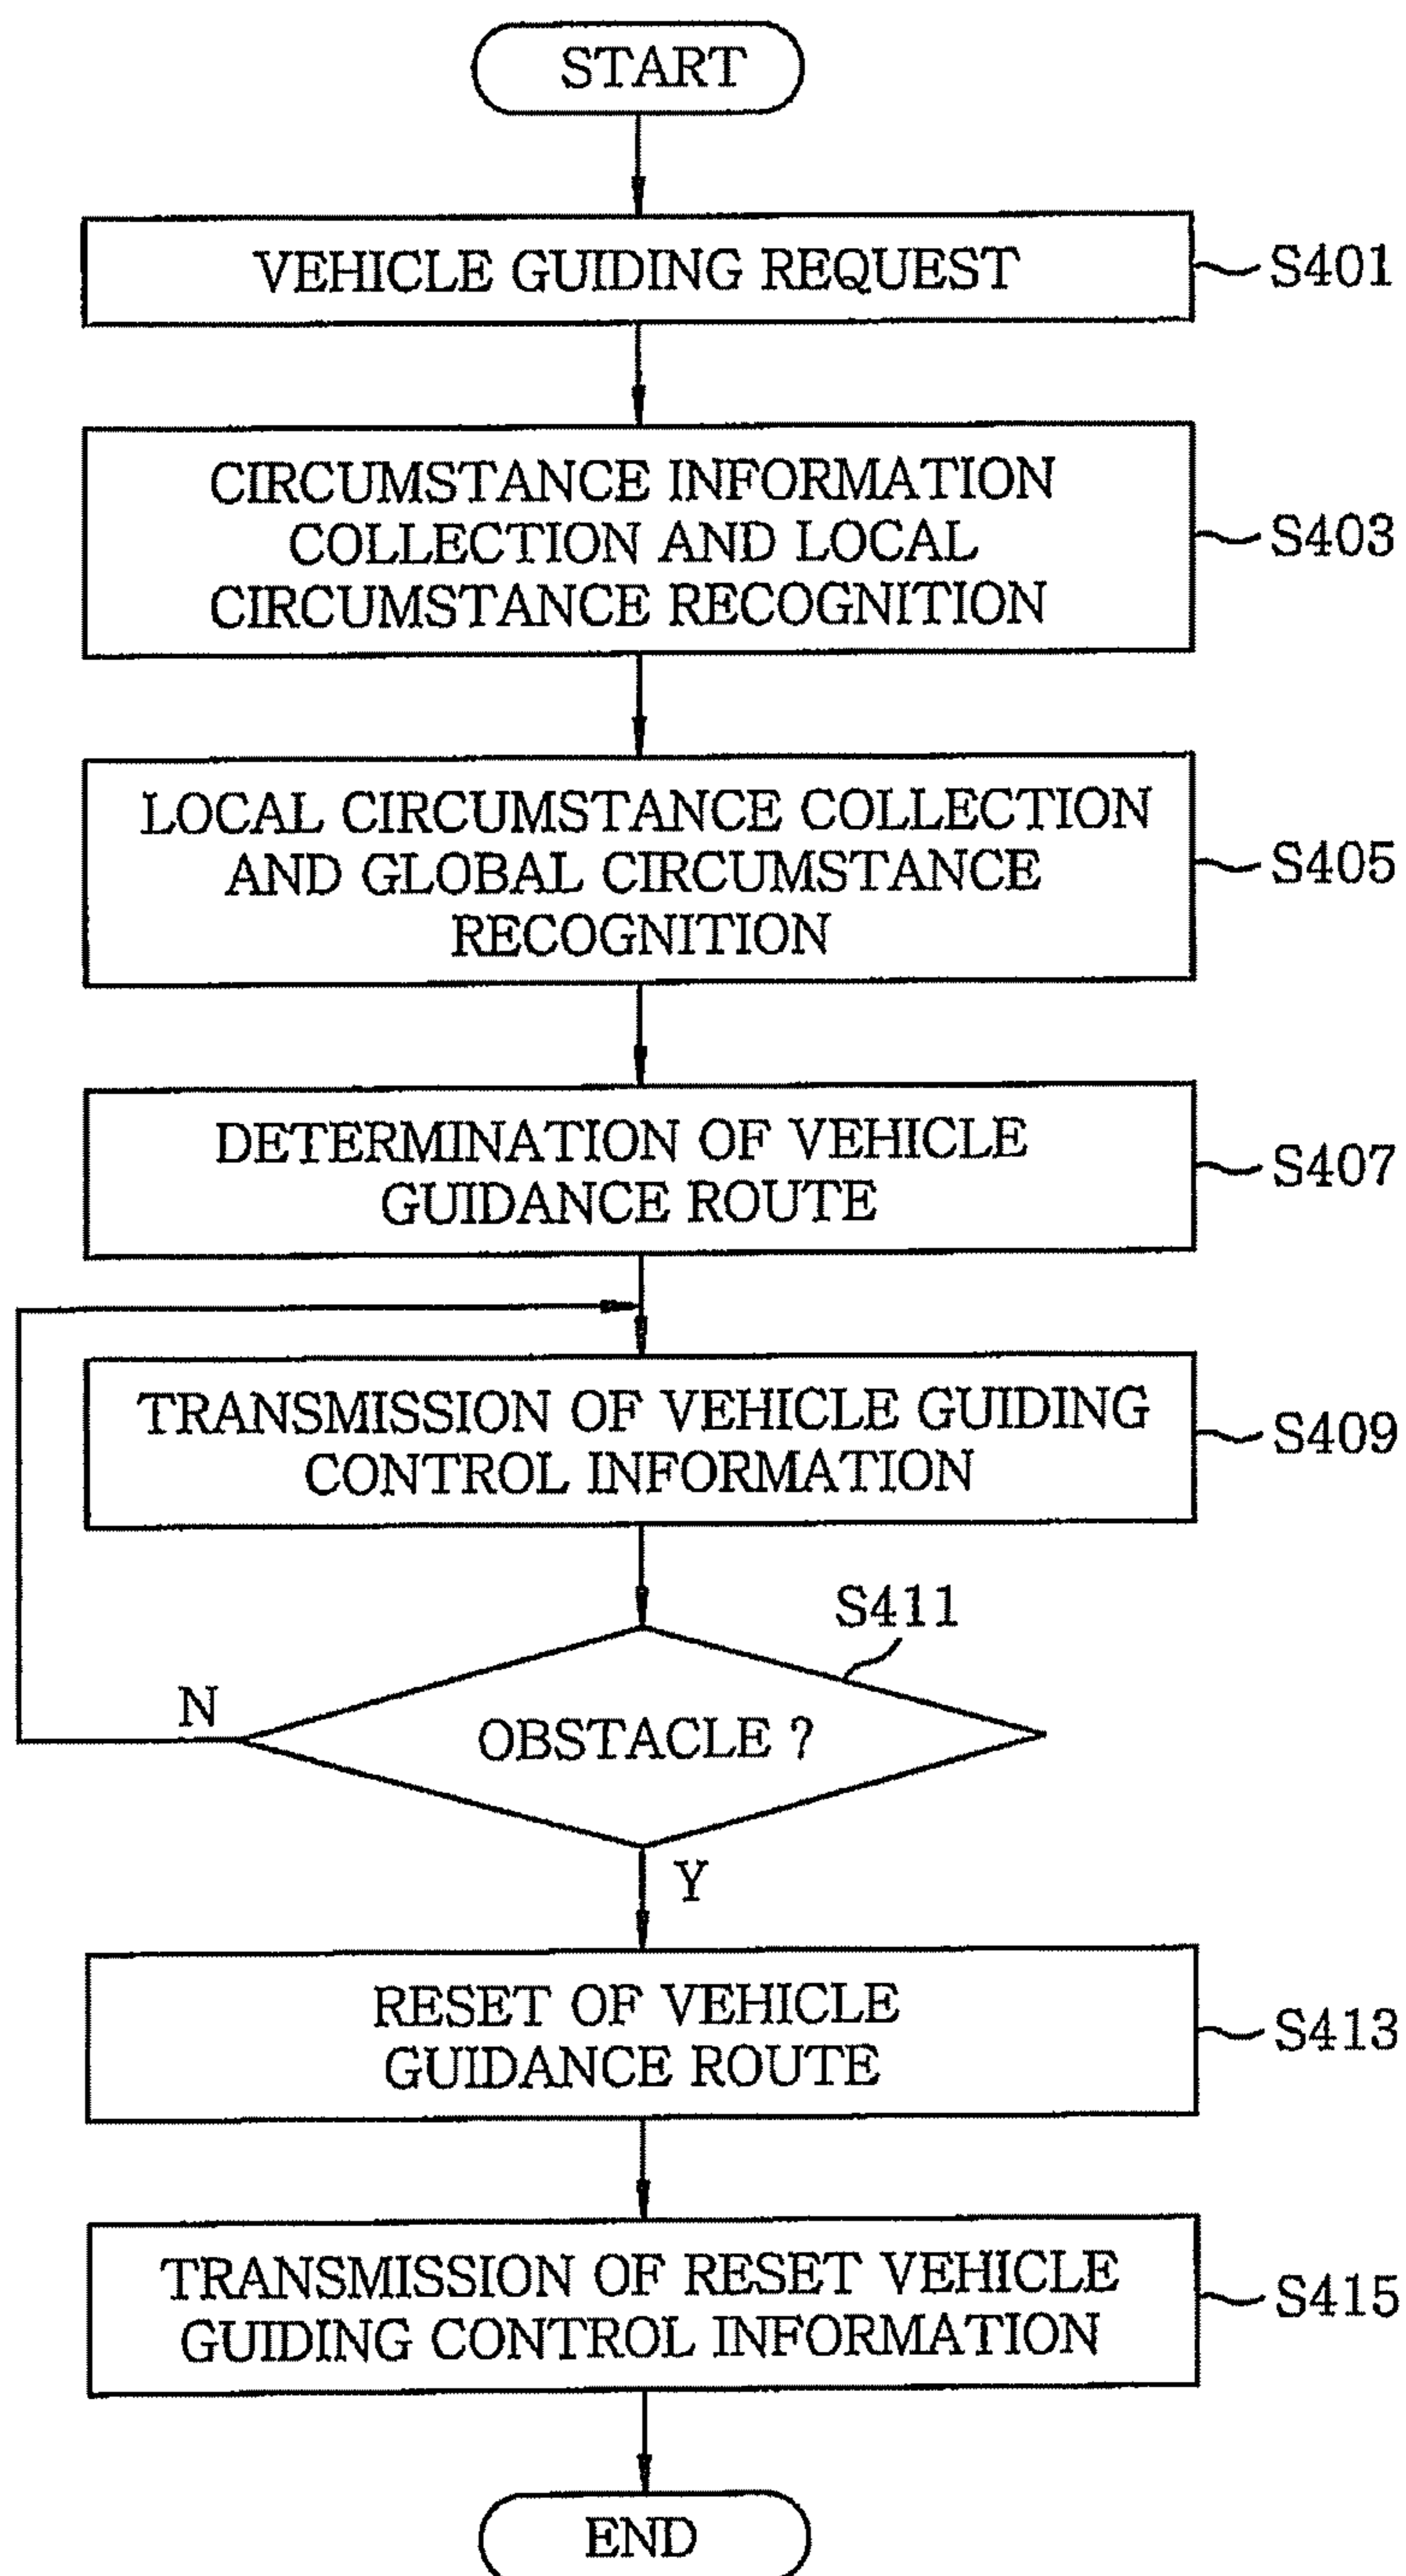 START
VEHICLE GUIDING REQUEST
S401
CIRCUMSTANCE INFORMATION
COLLECTION AND LOCAL
CIRCUMSTANCE RECOGNITION
S403
LOCAL CIRCUMSTANCE COLLECTION
AND GLOBAL CIRCUMSTANCE
RECOGNITION
S405
DETERMINATION OF VEHICLE
GUIDANCE ROUTE
S407
TRANSMISSION OF VEHICLE GUIDING
CONTROL INFORMATION
S409
S411
N
OBSTACLE ?
Y
RESET OF VEHICLE
GUIDANCE ROUTE
S413
TRANSMISSION OF RESET VEHICLE
GUIDING CONTROL INFORMATION
S415
END